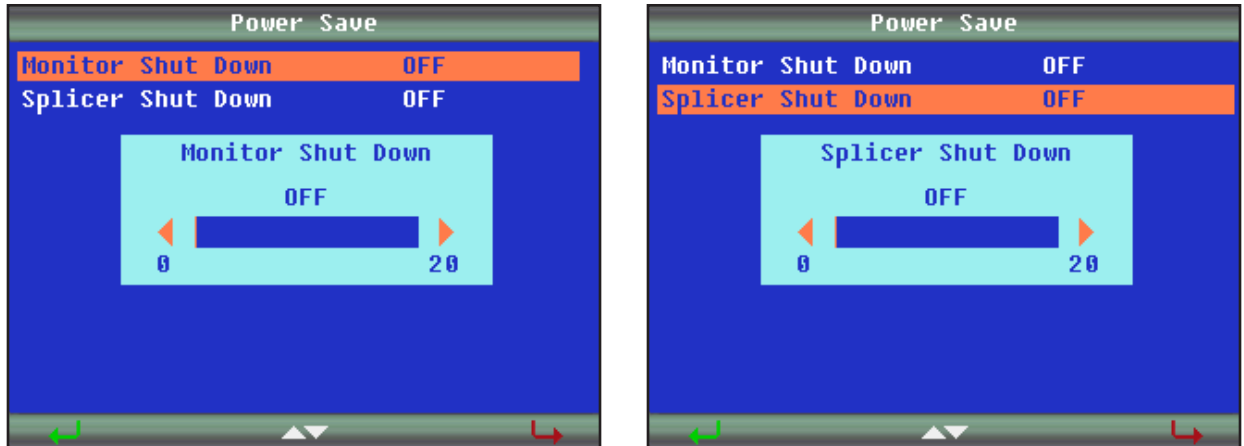 Power Save
Monitor Shut Down OFF
Splicer Shut Down OFF
Monitor Shut Down
OFF
0 20
Power Save
Monitor Shut Down OFF
Splicer Shut Down OFF
Splicer Shut Down
OFF
0 20